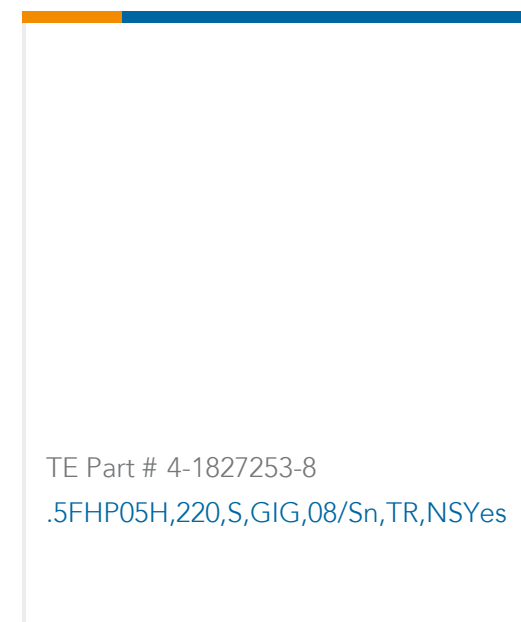 TE Part # 4-1827253-8
.5FHP05H,220,S,GIG,08/Sn,TR,NSYes